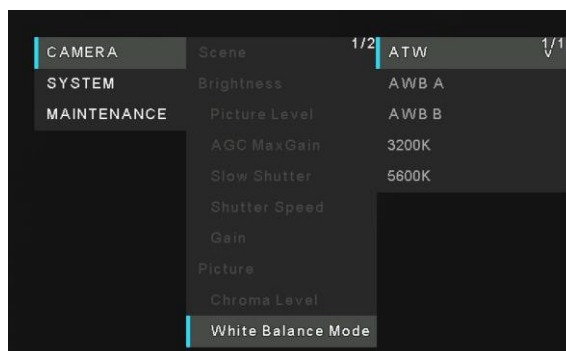 CAMERA
SYSTEM
MAINTENANCE
Scene
1/2
Brightness
Picture Level
AGC MaxGain
Slow Shutter
Shutter Speed
Gain
Picture
Chroma Level
White Balance Mode
ATW
1/1
AWB A
AWB B
3200K
5600K